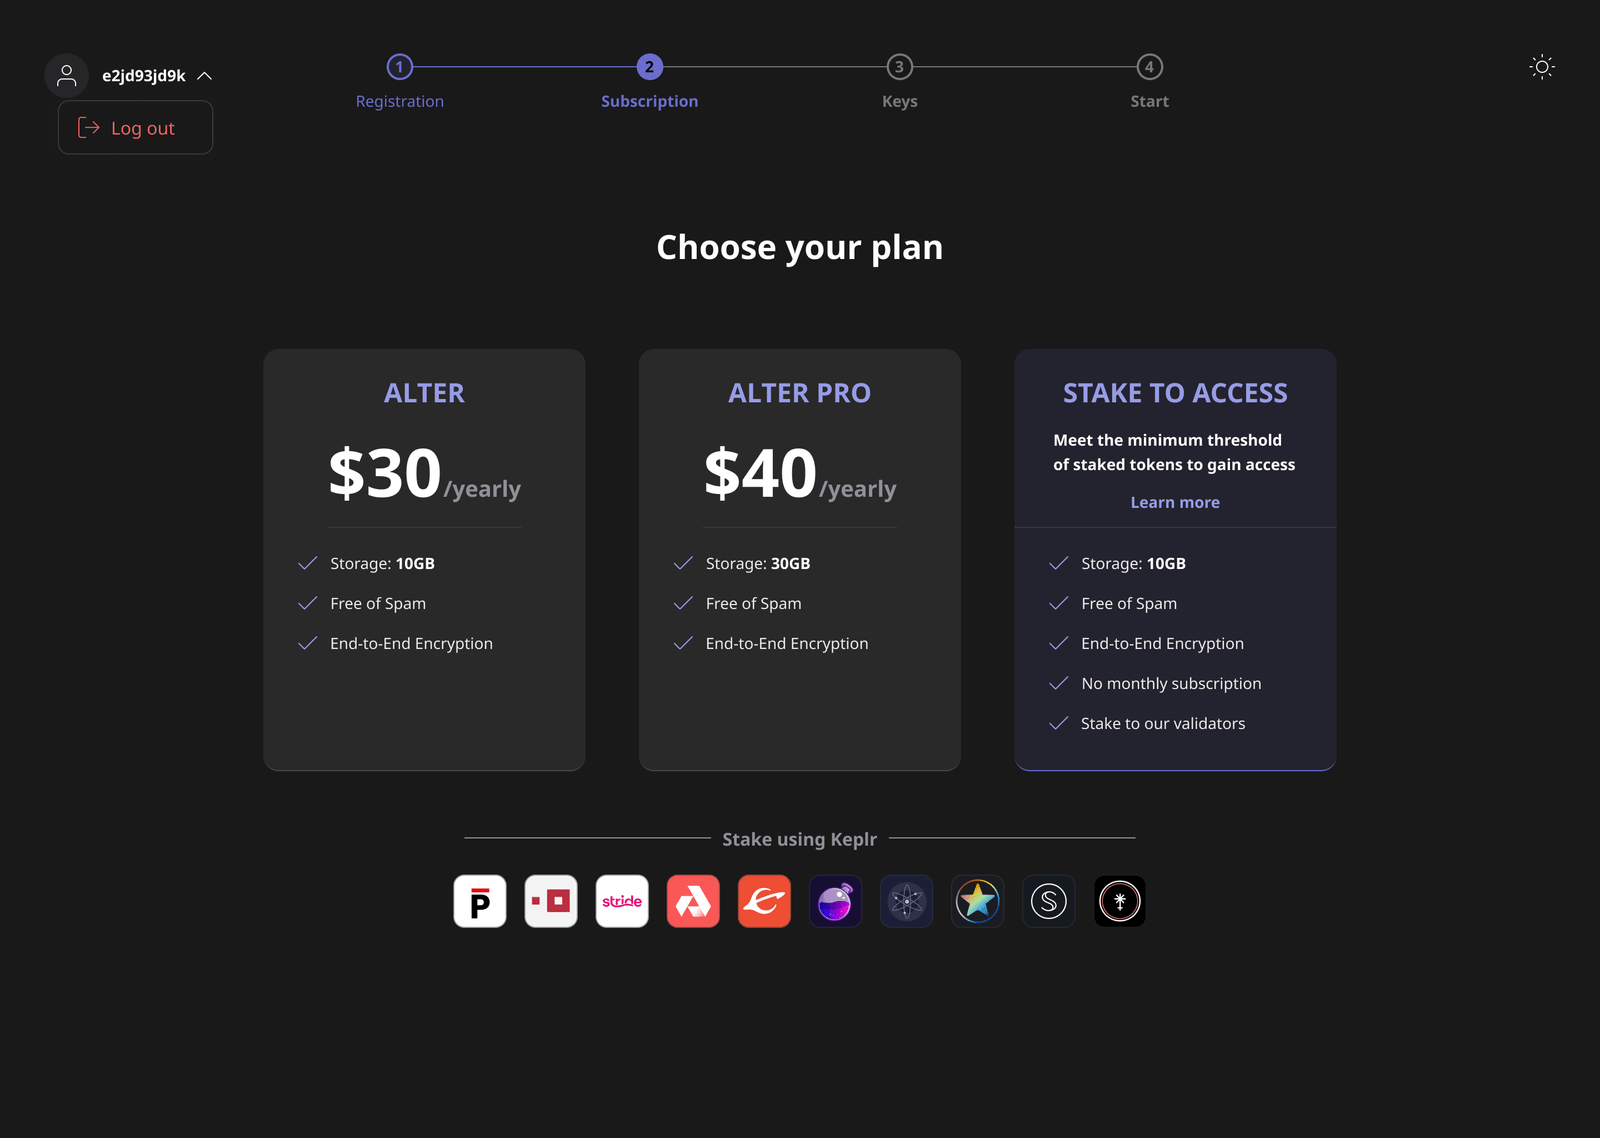 e2jd93jd9k
Log out
1
2
3
4
Registration
Subscription
Keys
Start
Choose your plan
ALTER
$30/yearly
Storage: 10GB
Free of Spam
End-to-End Encryption
ALTER PRO
$40/yearly
Storage: 30GB
Free of Spam
End-to-End Encryption
STAKE TO ACCESS
Meet the minimum threshold
of staked tokens to gain access
Learn more
Storage: 10GB
Free of Spam
End-to-End Encryption
No monthly subscription
Stake to our validators
Stake using Keplr
P
stride
S